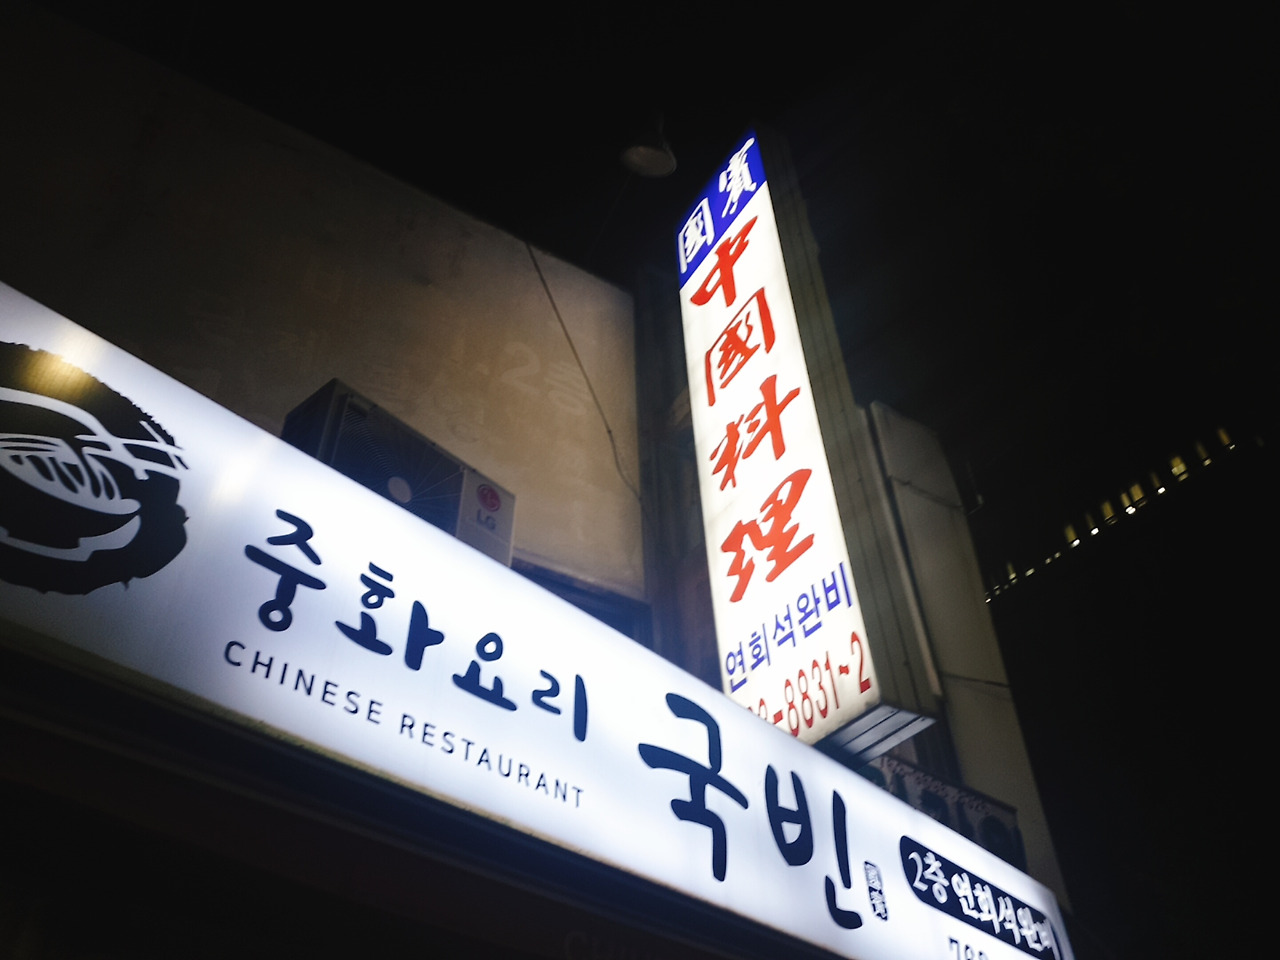 國賓
中國料理
연회석완비
8831~2
LG
중화요리 국빈
CHINESE RESTAURANT
2층 연회석완비